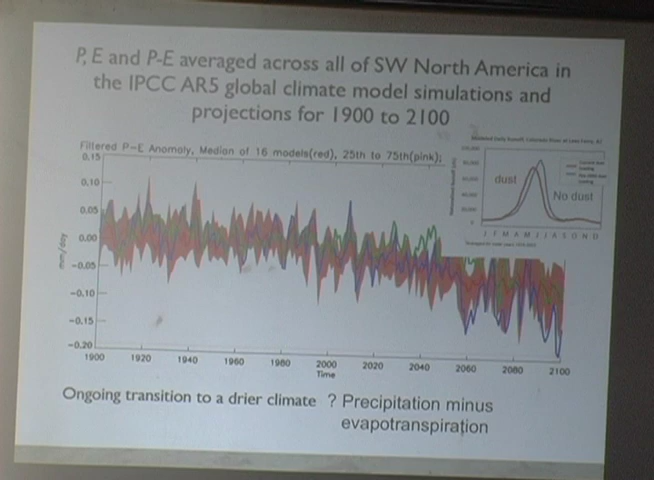 P, E and P-E averaged across all of SW North America in
the IPCC AR5 global climate model simulations and
projections for 1900 to 2100
Filtered P-E Anomaly, Median of 16 models(red), 25th to 75th(pink);
0.15
0.10
0.05
0.00
-0.05
-0.10
-0.15
-0.20
mm/day
1900 1920 1940 1960 1980 2000 2020 2040 2060 2080 2100
Time
dust
No dust
J F M A M J J A S O N D
Ongoing transition to a drier climate ? Precipitation minus
evapotranspiration